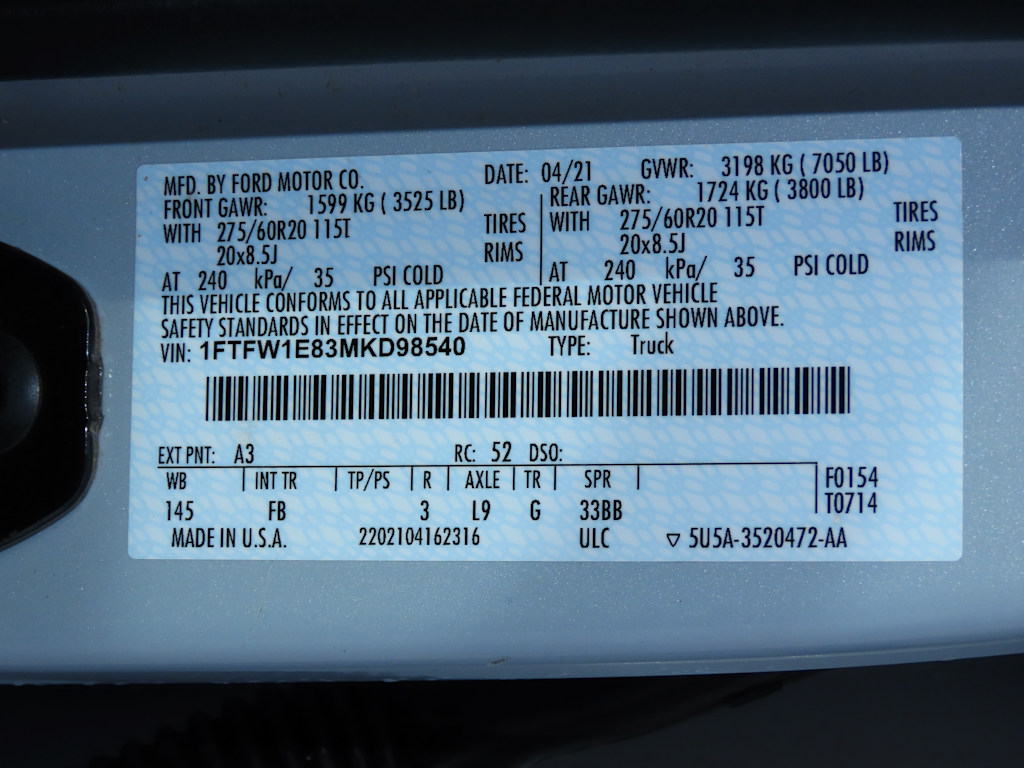 MFD. BY FORD MOTOR CO. DATE: 04/21 GVWR: 3198 KG ( 7050 LB)
FRONT GAWR: 1599 KG ( 3525 LB) REAR GAWR: 1724 KG ( 3800 LB)
WITH 275/60R20 115T TIRES WITH 275/60R20 115T TIRES
20x8.5J RIMS 20x8.5J RIMS
AT 240 kPa/ 35 PSI COLD AT 240 kPa/ 35 PSI COLD
THIS VEHICLE CONFORMS TO ALL APPLICABLE FEDERAL MOTOR VEHICLE
SAFETY STANDARDS IN EFFECT ON THE DATE OF MANUFACTURE SHOWN ABOVE.
VIN: 1FTFW1E83MKD98540 TYPE: Truck
EXT PNT: A3 RC: 52 DSO:
WB INT TR TP/PS R AXLE TR SPR F0154
145 FB 3 L9 G 33BB T0714
MADE IN U.S.A. 2202104162316 ULC ▽ 5U5A-3520472-AA